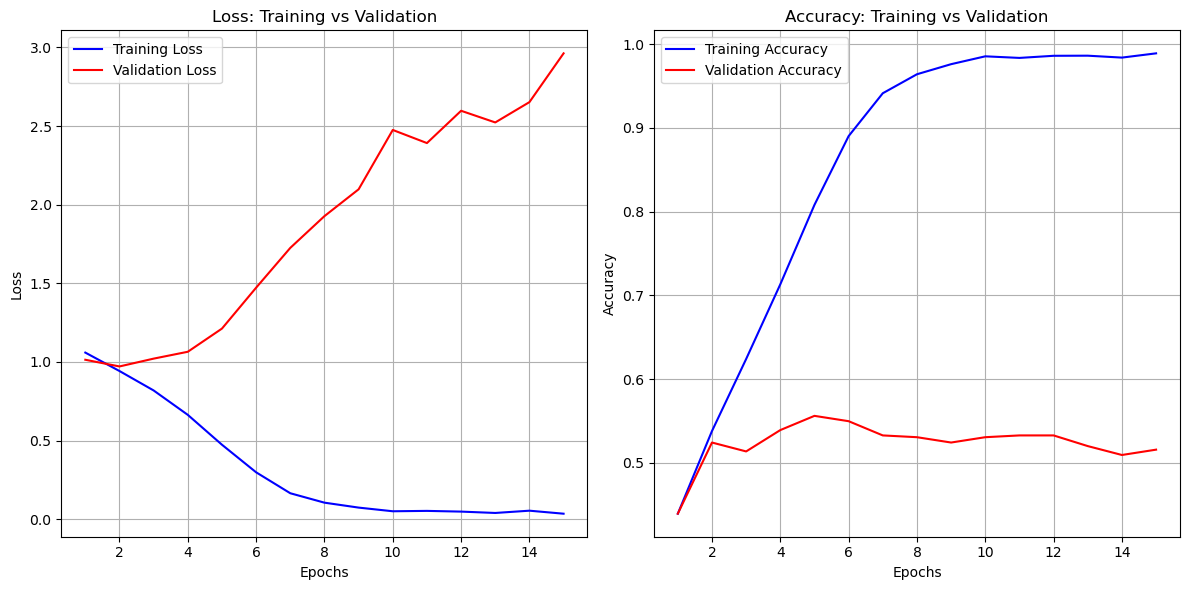 Loss: Training vs Validation
Training Loss
Validation Loss
3.0
2.5
2.0
1.5
1.0
0.5
0.0
Loss
2 4 6 8 10 12 14
Epochs
Accuracy: Training vs Validation
Training Accuracy
Validation Accuracy
1.0
0.9
0.8
0.7
0.6
0.5
Accuracy
2 4 6 8 10 12 14
Epochs